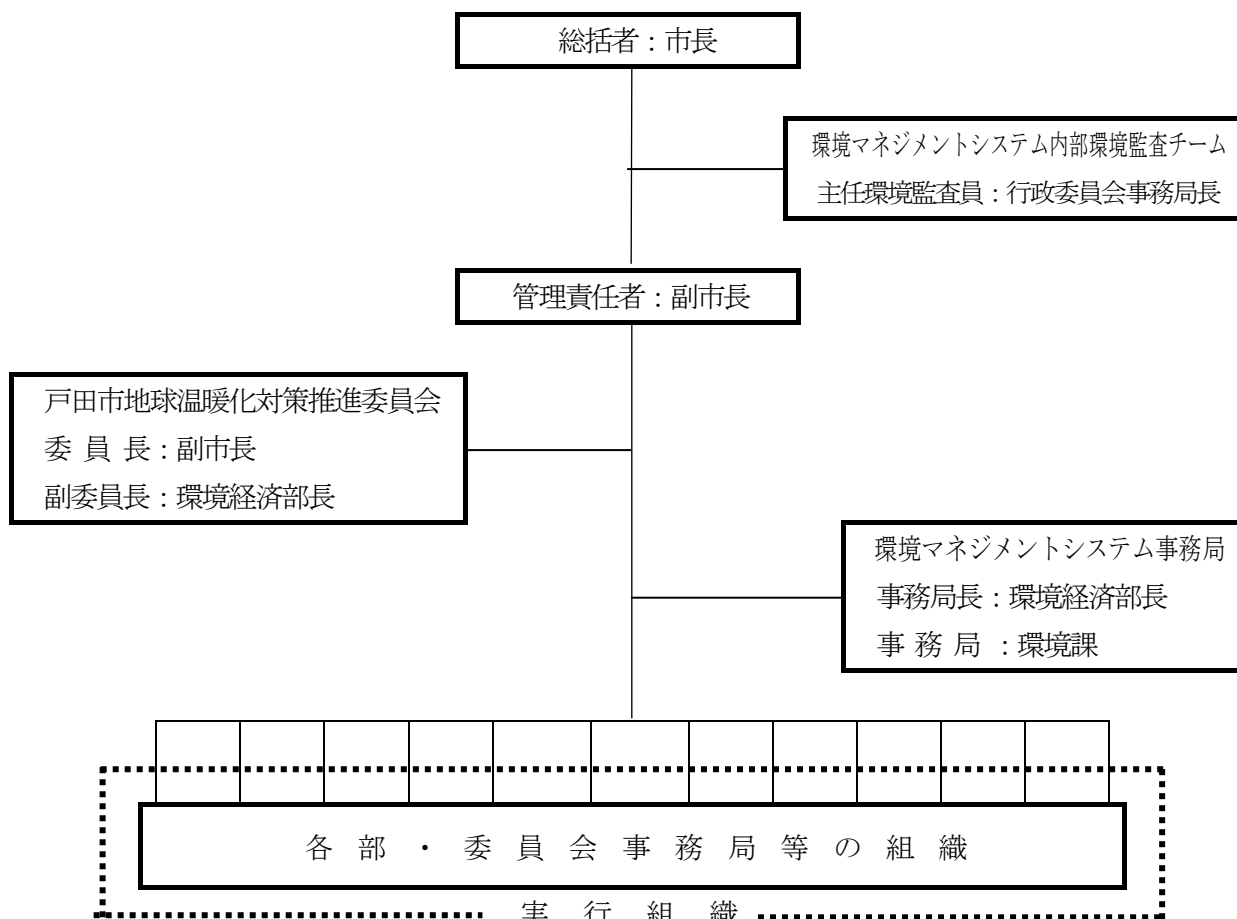 総括者：市長
環境マネジメントシステム内部環境監査チーム
主任環境監査員：行政委員会事務局長
管理責任者：副市長
戸田市地球温暖化対策推進委員会
委 員 長：副市長
副委員長：環境経済部長
環境マネジメントシステム事務局
事務局長：環境経済部長
事 務 局 ：環境課
各 部 ・ 委 員 会 事 務 局 等 の 組 織
実 行 組 織